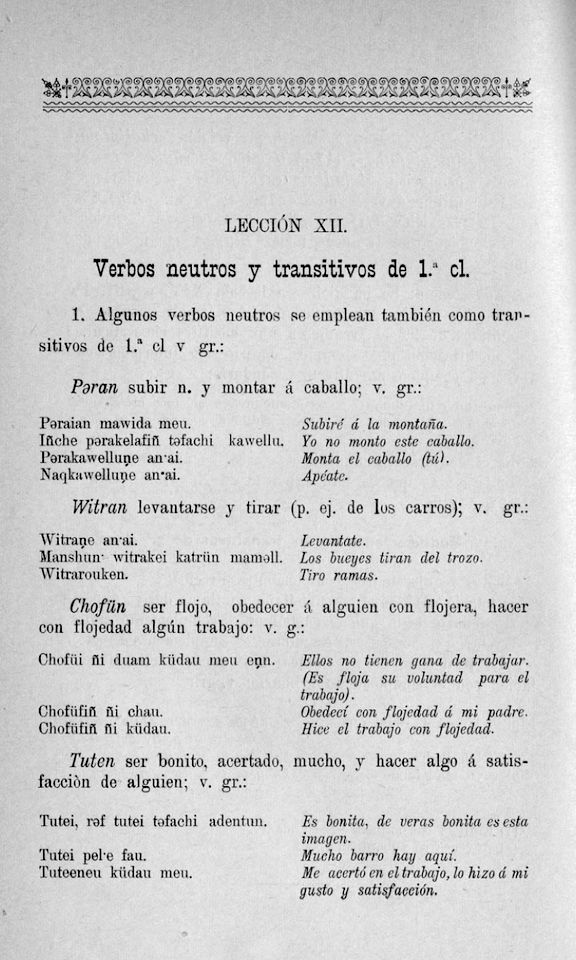 LECCIÓN XII.
Verbos neutros y transitivos de 1.ª cl.
1. Algunos verbos neutros se emplean también como tran-
sitivos de 1.ª cl v gr.:
Pəran subir n. y montar á caballo; v. gr.:
Pəraian mawida meu. Subiré á la montaña.
Iñche pərakelafiñ təfachi kawellu. Yo no monto este caballo.
Pərakawelluṇe an·ai. Monta el caballo (tú).
Naqkawelluṇe an·ai. Apéate.
Witran levantarse y tirar (p. ej. de los carros); v. gr.:
Witraṇe an·ai. Levantate.
Manshun· witrakei katrün maməll. Los bueyes tiran del trozo.
Witrarouken. Tiro ramas.
Chofün ser flojo, obedecer á alguien con flojera, hacer
con flojedad algún trabajo: v. g.:
Chofüi ñi duam küdau meu eṇn. Ellos no tienen gana de trabajar.
(Es floja su voluntad para el
trabajo).
Chofüfiñ ñi chau. Obedecí con flojedad á mi padre.
Chofüfiñ ñi küdau. Hice el trabajo con flojedad.
Tuten ser bonito, acertado, mucho, y hacer algo á satis-
facciòn de alguien; v. gr.:
Tutei, rəf tutei təfachi adentun. Es bonita, de veras bonita es esta
imagen.
Tutei pel·e fau. Mucho barro hay aquí.
Tuteeneu küdau meu. Me acertó en el trabajo, lo hizo á mi
gusto y satisfacción.